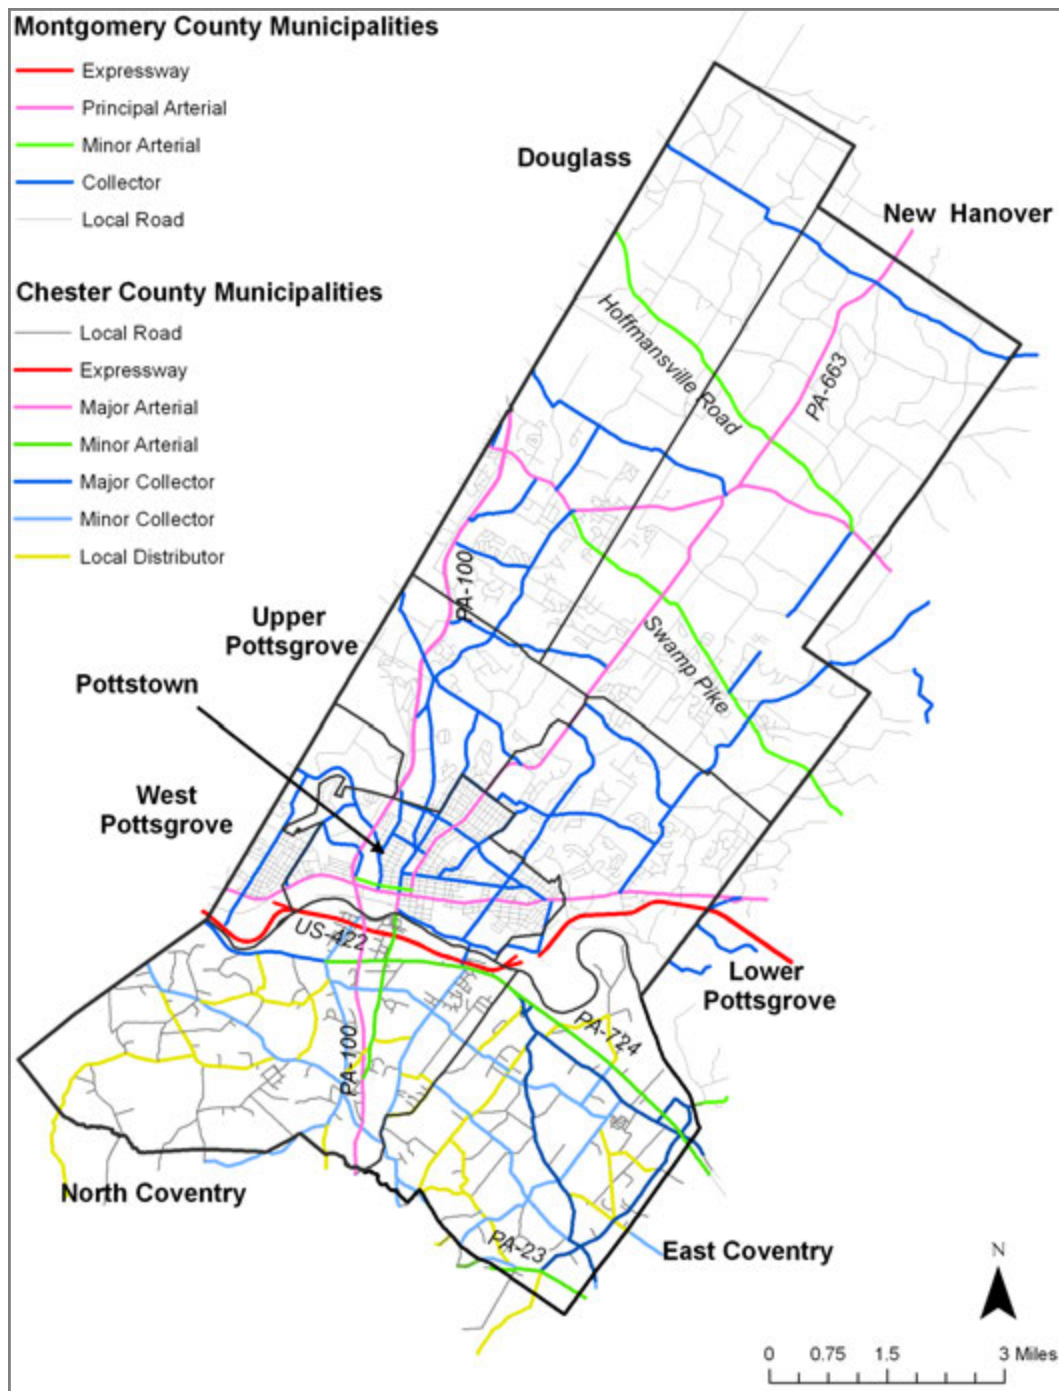 Montgomery County Municipalities
Expressway
Principal Arterial
Minor Arterial
Collector
Local Road
Chester County Municipalities
Local Road
Expressway
Major Arterial
Minor Arterial
Major Collector
Minor Collector
Local Distributor
Douglass
New Hanover
Hoffmansville Road
PA-663
PA-100
Upper
Pottsgrove
Swamp Pike
Pottstown
West
Pottsgrove
US-422
Lower
Pottsgrove
PA-724
PA-100
North Coventry
PA-23
East Coventry
N
0 0.75 1.5 3 Miles